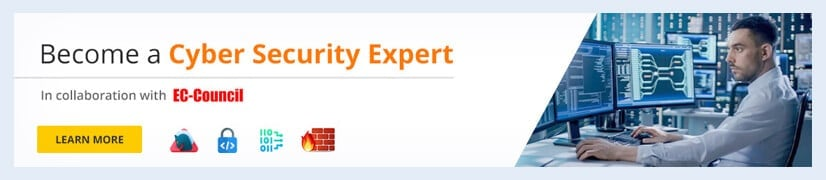 Become a Cyber Security Expert
In collaboration with EC-Council
LEARN MORE